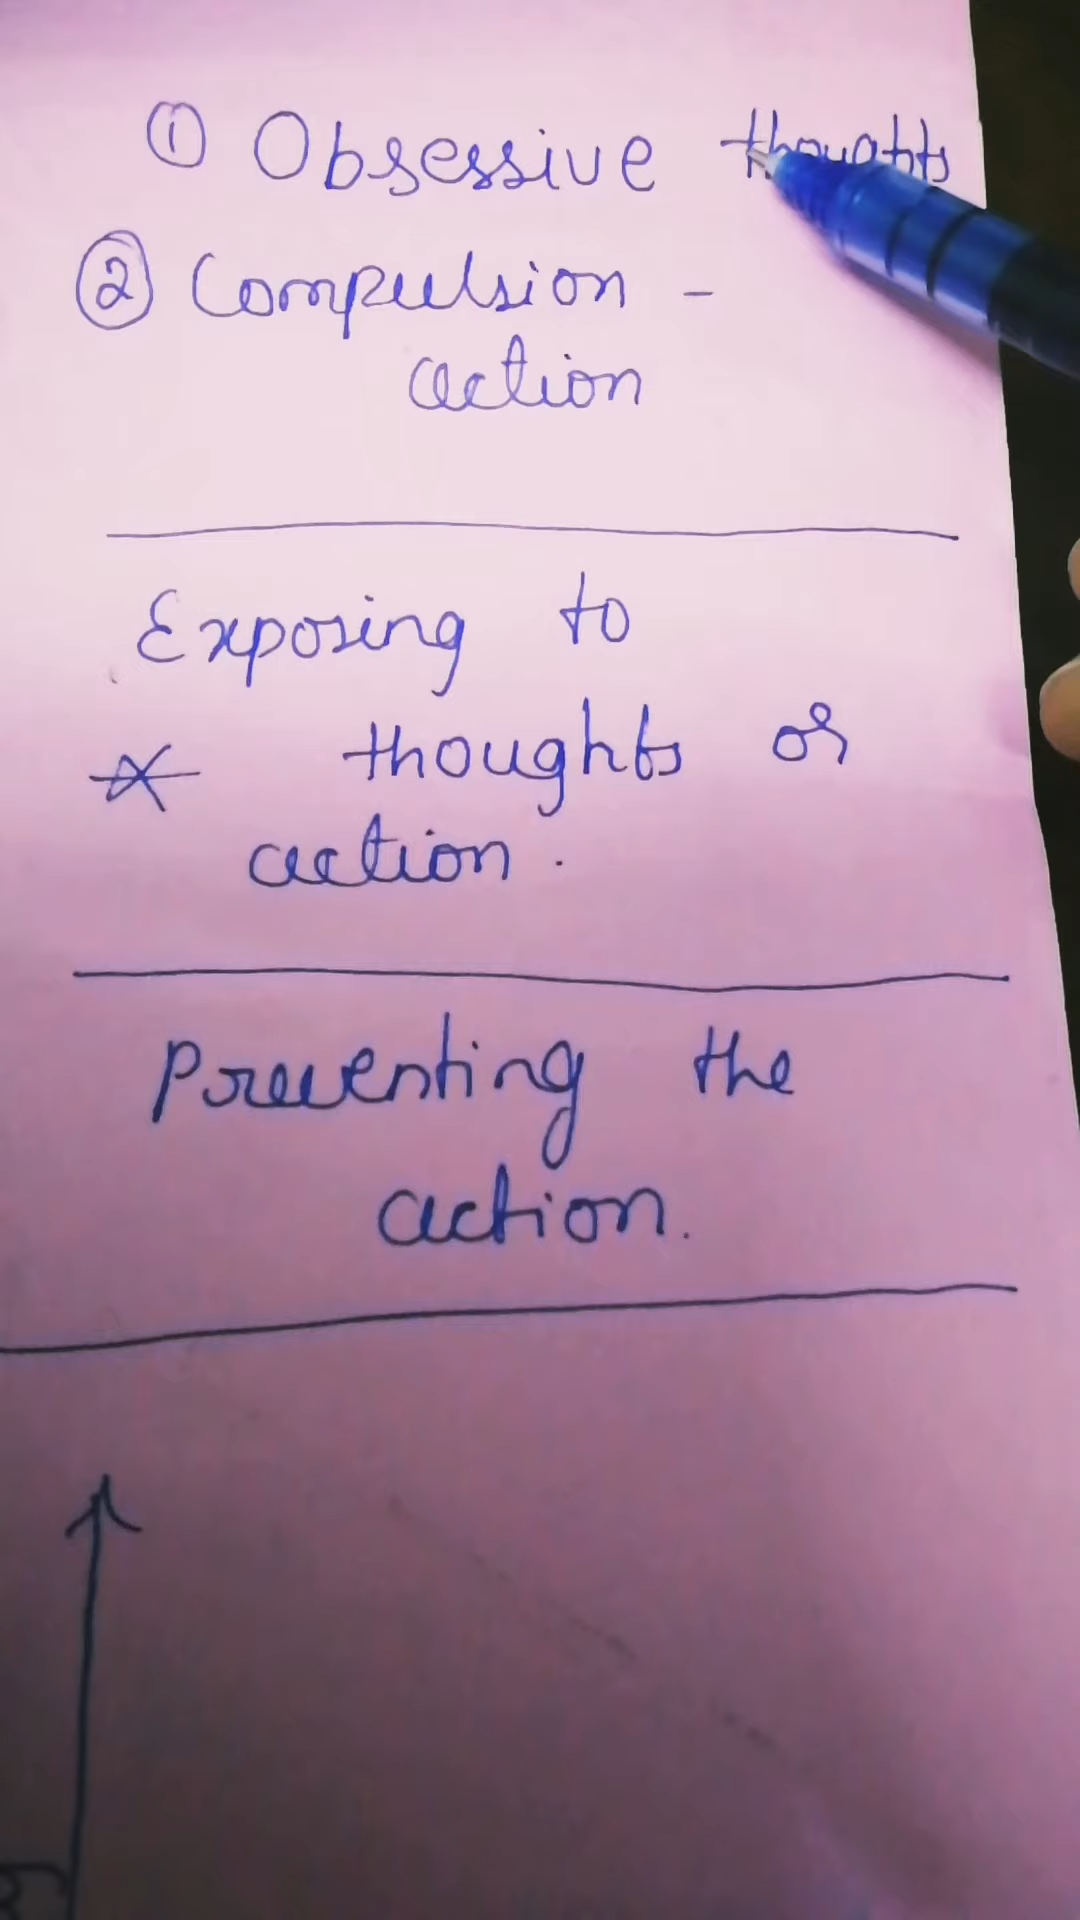 ① Obsessive thoughts
② Compulsion -
action
Exposing to
thoughts or
action.
Preventing the
action.